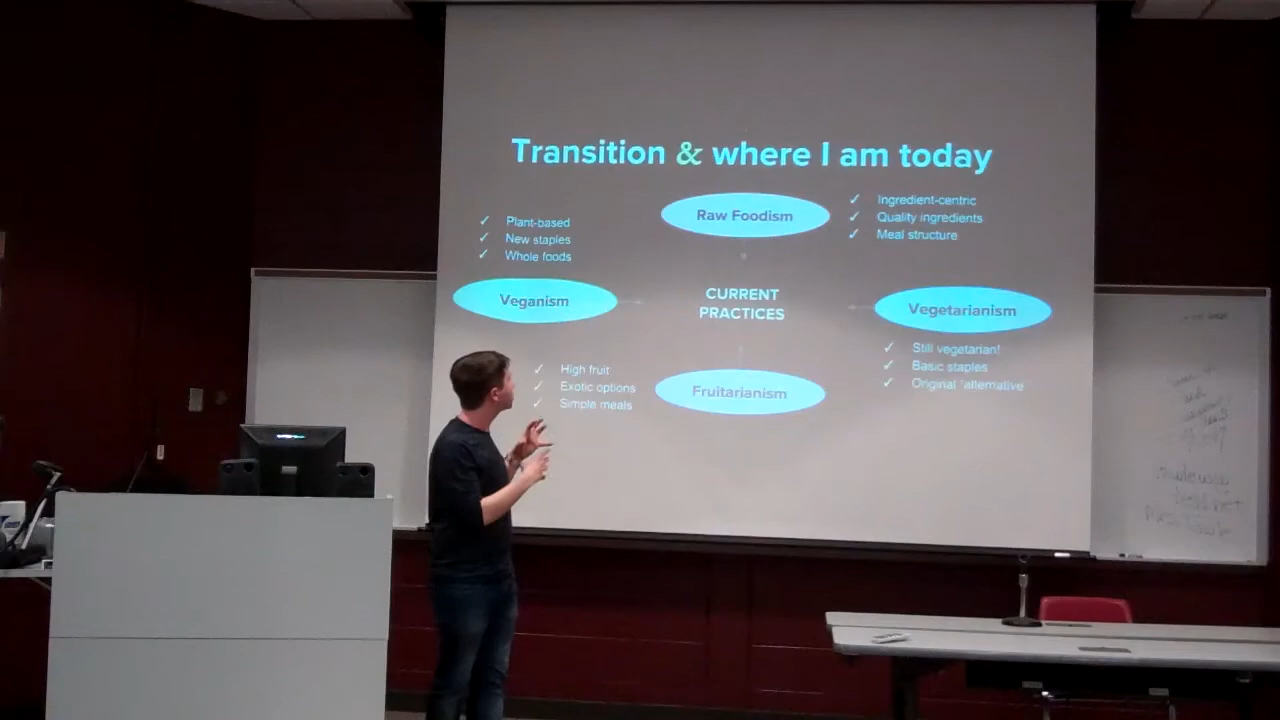 Transition & where I am today
Raw Foodism
✓ Ingredient-centric
✓ Quality ingredients
✓ Meal structure
✓ Plant-based
✓ New staples
✓ Whole foods
Veganism
CURRENT
PRACTICES
Vegetarianism
✓ Still vegetarian!
✓ Basic staples
✓ Original "alternative
✓ High fruit
✓ Exotic options
✓ Simple meals
Fruitarianism